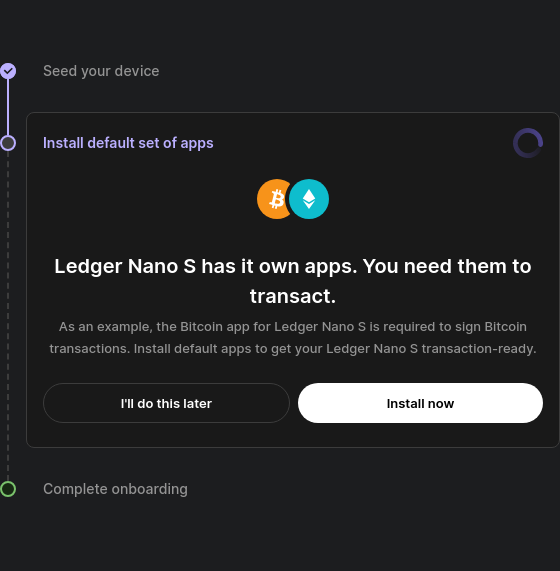 Seed your device
Install default set of apps
Ledger Nano S has it own apps. You need them to
transact.
As an example, the Bitcoin app for Ledger Nano S is required to sign Bitcoin
transactions. Install default apps to get your Ledger Nano S transaction-ready.
I'll do this later
Install now
Complete onboarding